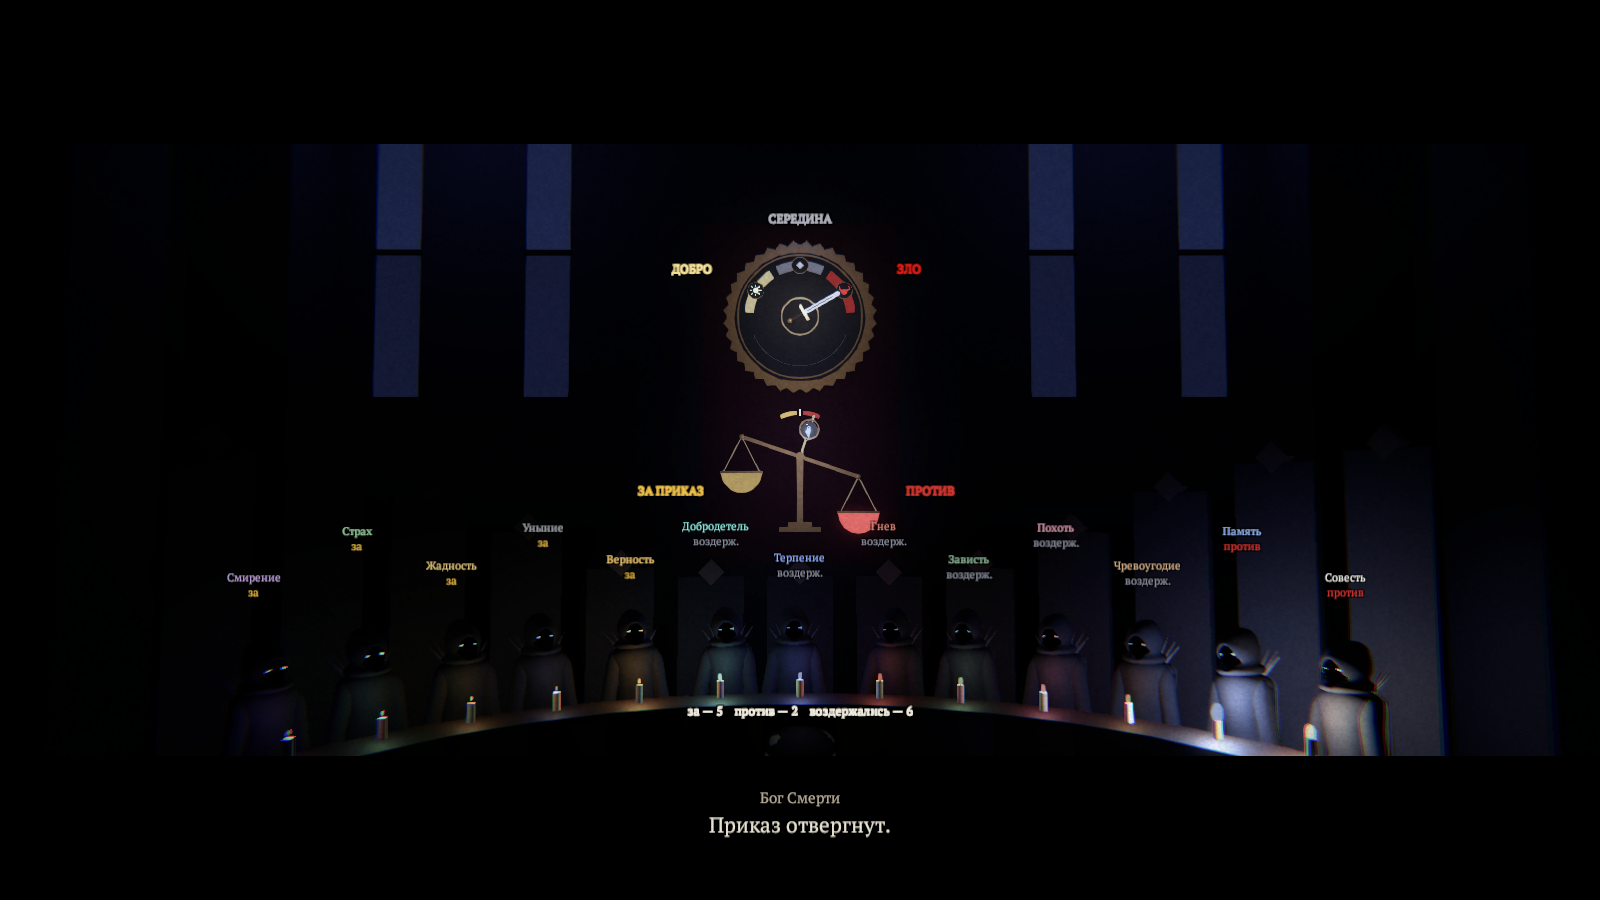 СЕРЕДИНА
ДОБРО
ЗЛО
ЗА ПРИКАЗ
ПРОТИВ
Смирение
за
Страх
за
Жадность
за
Уныние
за
Верность
за
Добродетель
воздерж.
Терпение
воздерж.
Гнев
воздерж.
Зависть
воздерж.
Похоть
воздерж.
Чревоугодие
воздерж.
Память
против
Совесть
против
за — 5 против — 2 воздержались — 6
Бог Смерти
Приказ отвергнут.